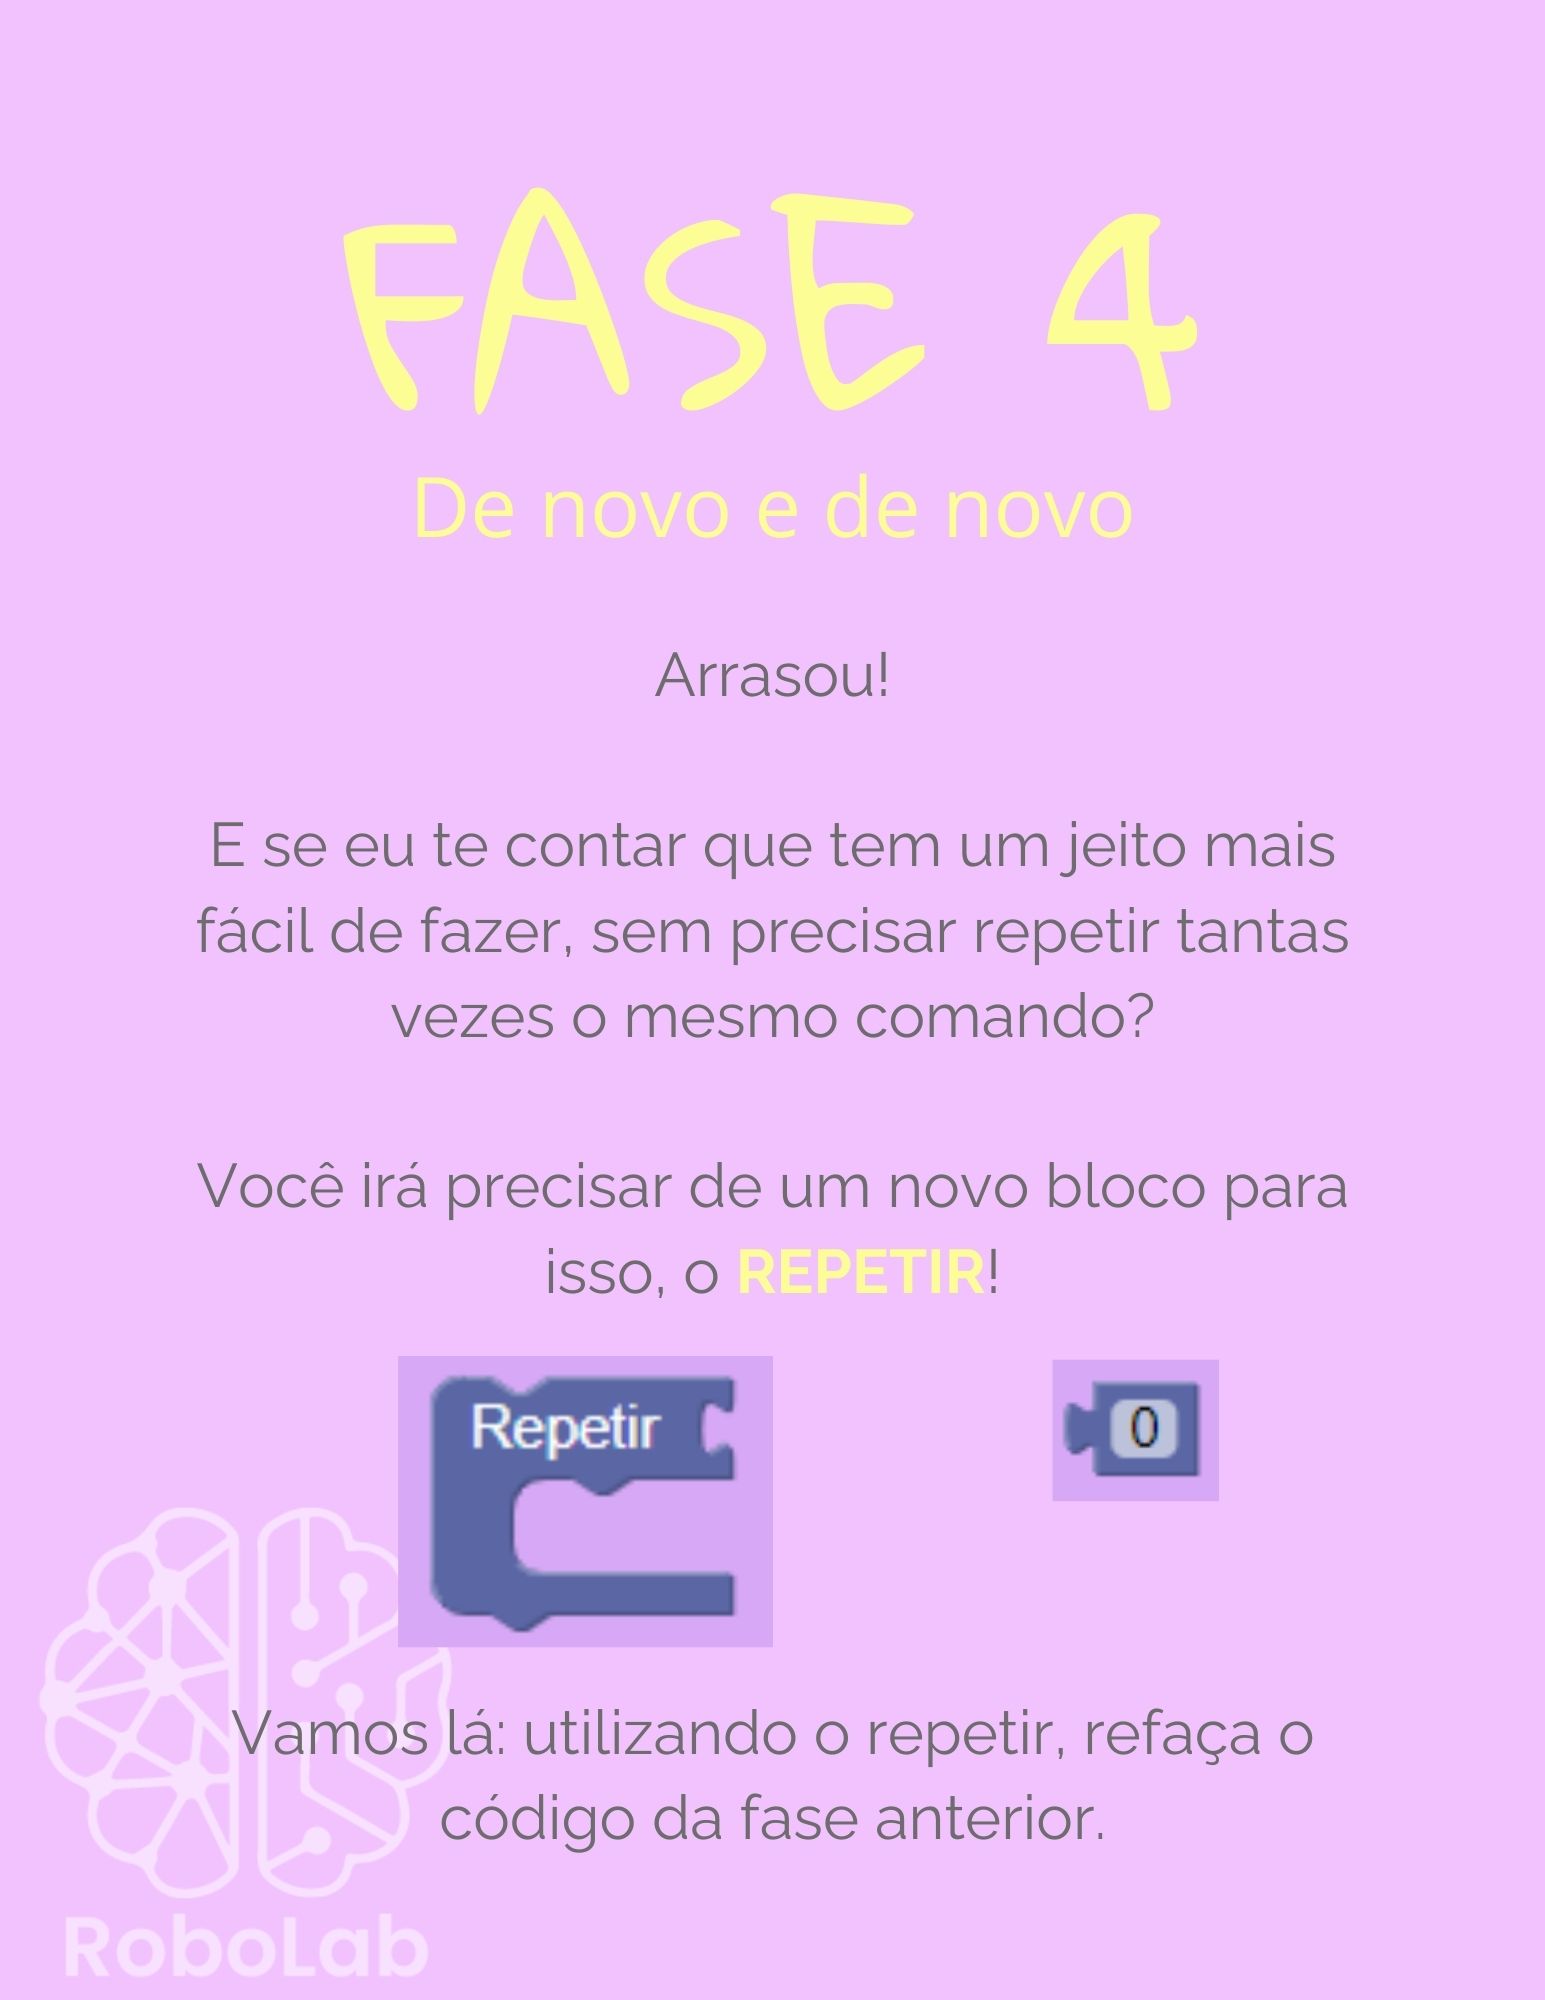 FASE 4
De novo e de novo
Arrasou!
E se eu te contar que tem um jeito mais
fácil de fazer, sem precisar repetir tantas
vezes o mesmo comando?
Você irá precisar de um novo bloco para
isso, o REPETIR!
Repetir
0
Vamos lá: utilizando o repetir, refaça o
código da fase anterior.
RoboLab